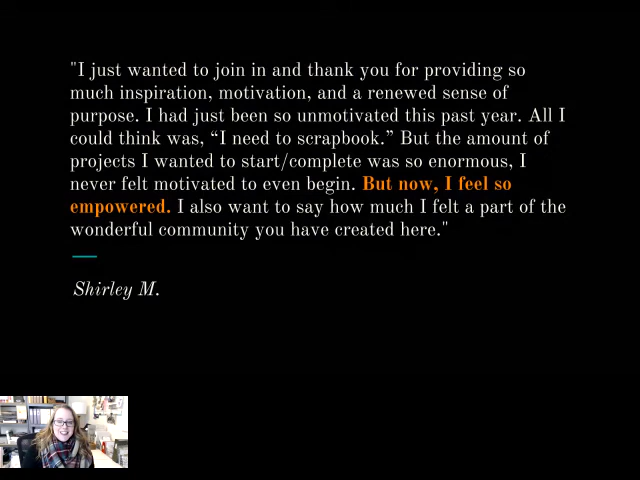 "I just wanted to join in and thank you for providing so
much inspiration, motivation, and a renewed sense of
purpose. I had just been so unmotivated this past year. All I
could think was, “I need to scrapbook.” But the amount of
projects I wanted to start/complete was so enormous, I
never felt motivated to even begin. But now, I feel so
empowered. I also want to say how much I felt a part of the
wonderful community you have created here."
Shirley M.